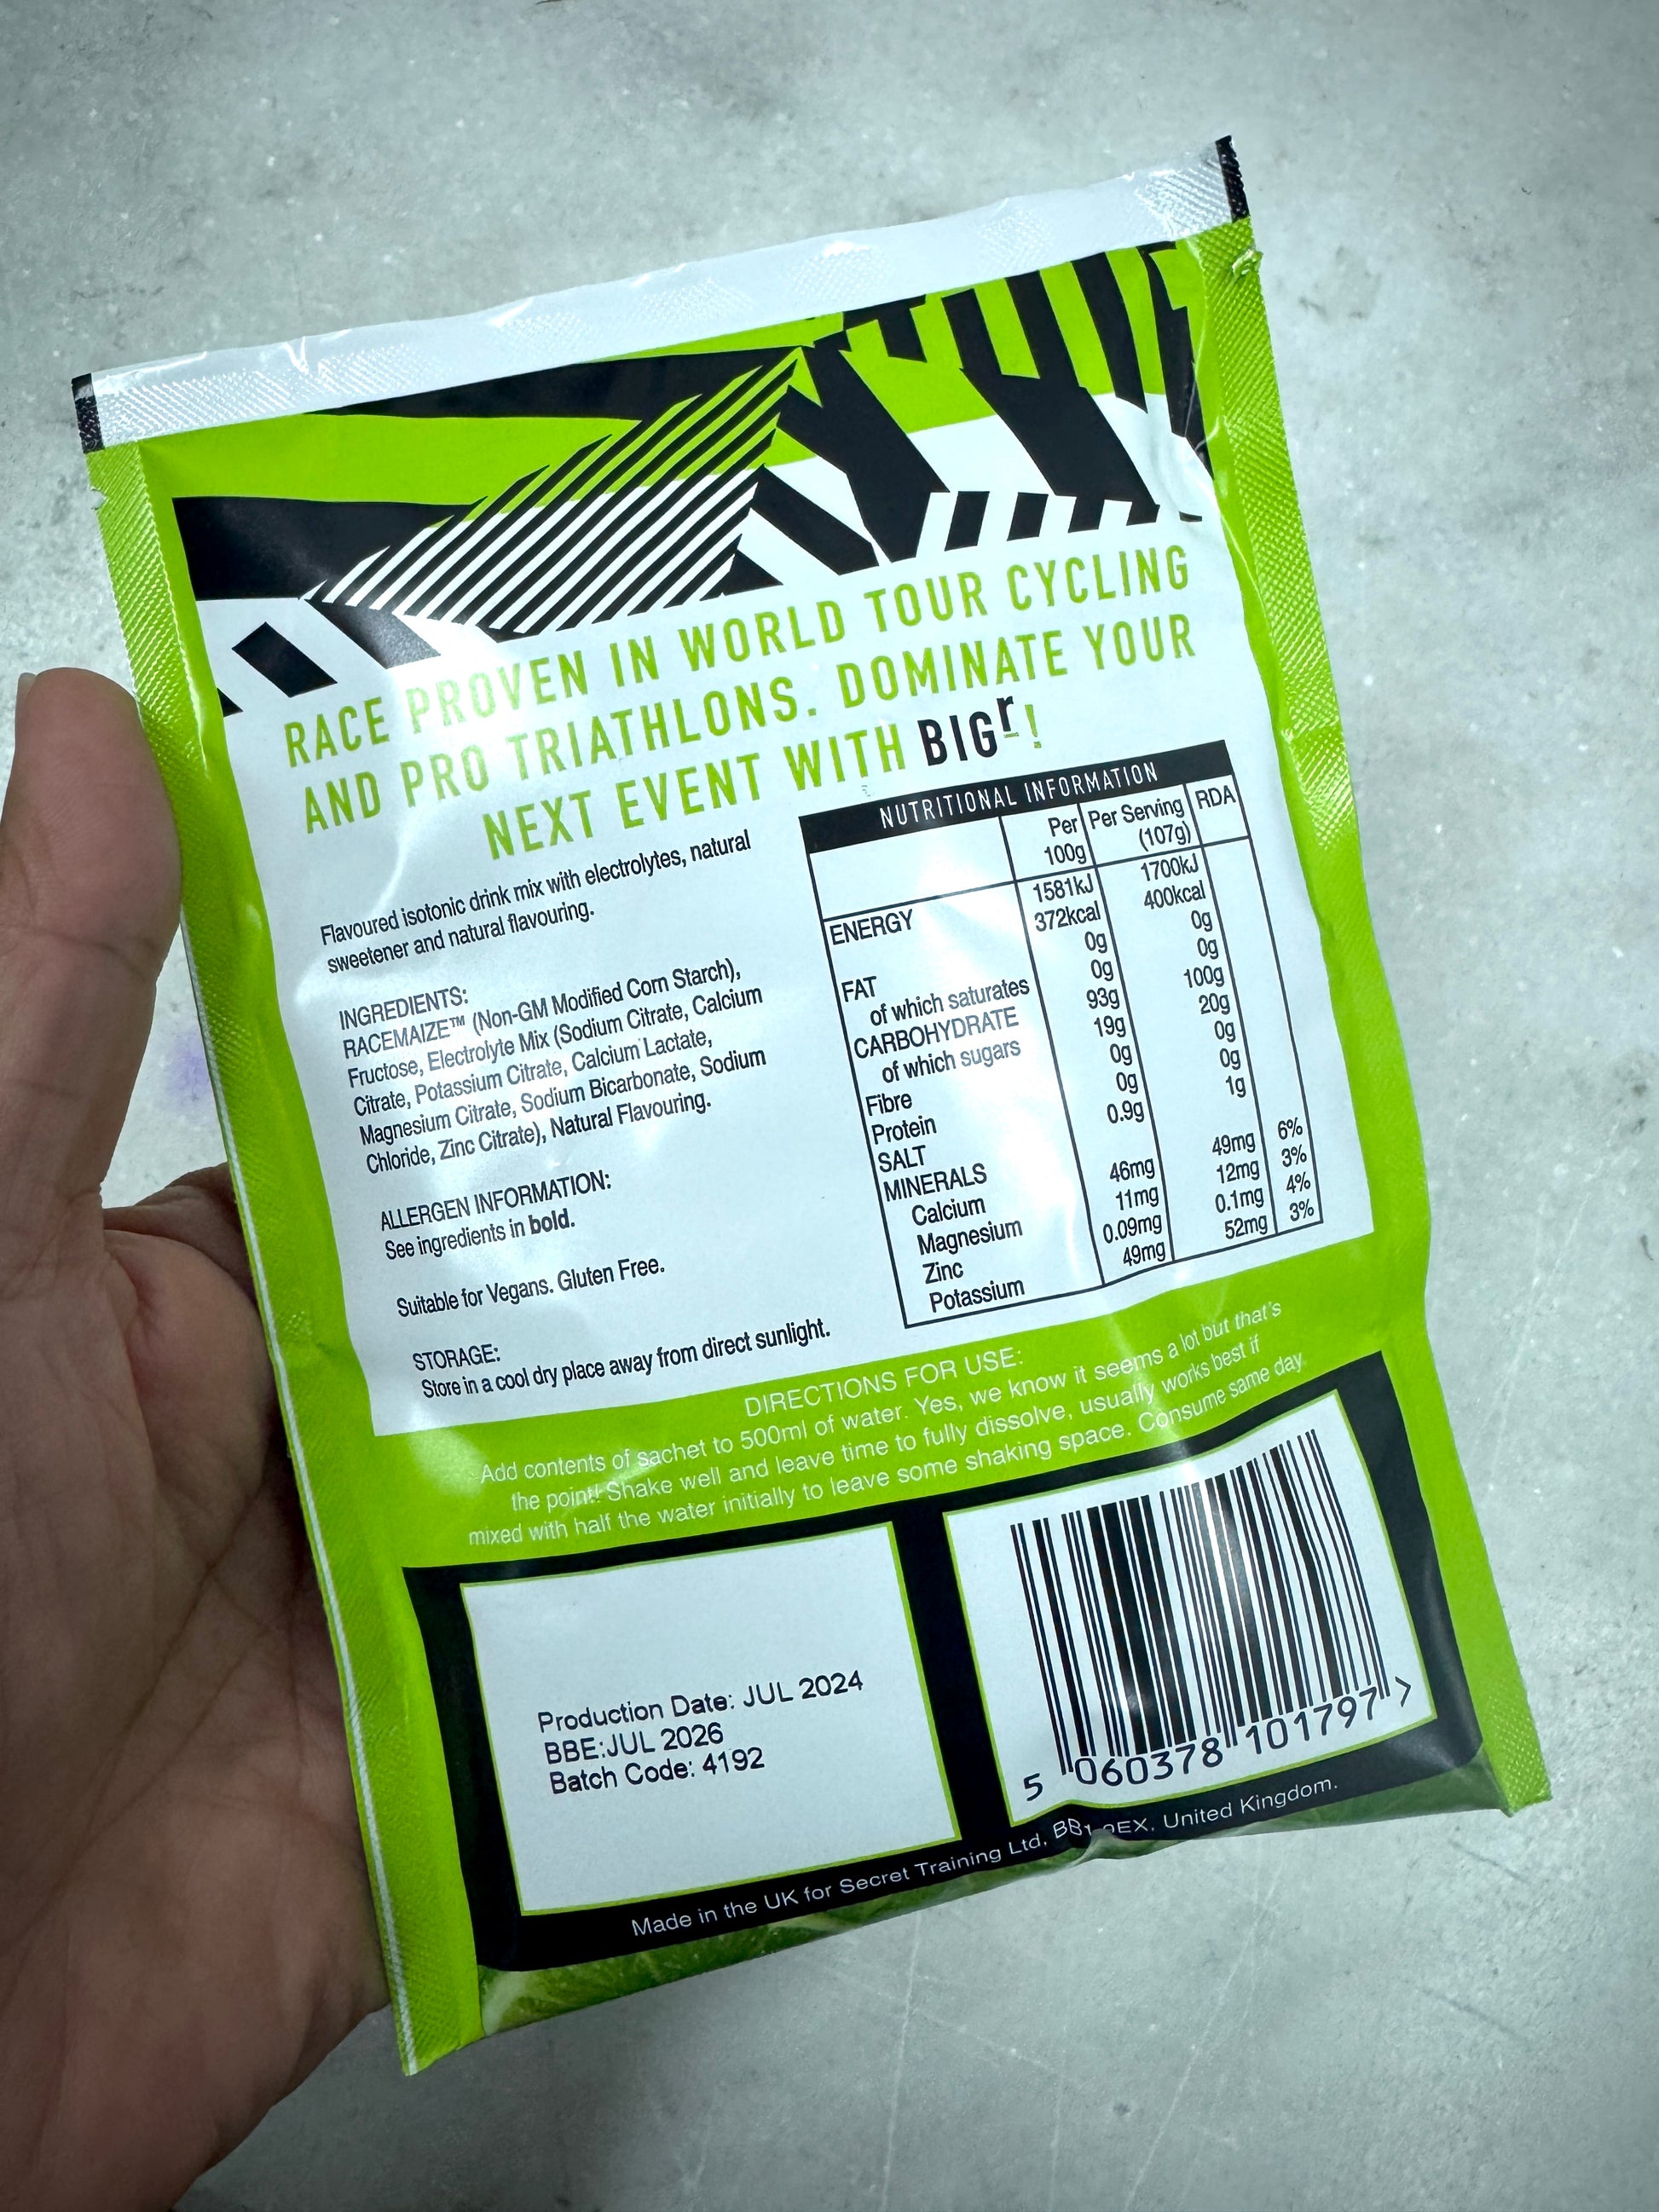 RACE PROVEN IN WORLD TOUR CYCLING
AND PRO TRIATHLONS. DOMINATE YOUR
NEXT EVENT WITH BIGr!
Flavoured isotonic drink mix with electrolytes, natural
sweetener and natural flavouring.
INGREDIENTS:
RACEMAIZE™ (Non-GM Modified Corn Starch),
Fructose, Electrolyte Mix (Sodium Citrate, Calcium
Citrate, Potassium Citrate, Calcium Lactate,
Magnesium Citrate, Sodium Bicarbonate, Sodium
Chloride, Zinc Citrate), Natural Flavouring.
ALLERGEN INFORMATION:
See ingredients in bold.
Suitable for Vegans. Gluten Free.
STORAGE:
Store in a cool dry place away from direct sunlight.
NUTRITIONAL INFORMATION
Per 100g Per Serving (107g) RDA
ENERGY 1581kJ 1700kJ
372kcal 400kcal
FAT 0g 0g
of which saturates 0g 0g
CARBOHYDRATE 93g 100g
of which sugars 19g 20g
Fibre 0g 0g
Protein 0g 0g
SALT 0.9g 1g
MINERALS
Calcium 46mg 49mg 6%
Magnesium 11mg 12mg 3%
Zinc 0.09mg 0.1mg 4%
Potassium 49mg 52mg 3%
DIRECTIONS FOR USE:
Add contents of sachet to 500ml of water. Yes, we know it seems a lot but that's
the point! Shake well and leave time to fully dissolve, usually works best if
mixed with half the water initially to leave some shaking space. Consume same day
Production Date: JUL 2024
BBE:JUL 2026
Batch Code: 4192
5 060378 101797 >
Made in the UK for Secret Training Ltd, United Kingdom.